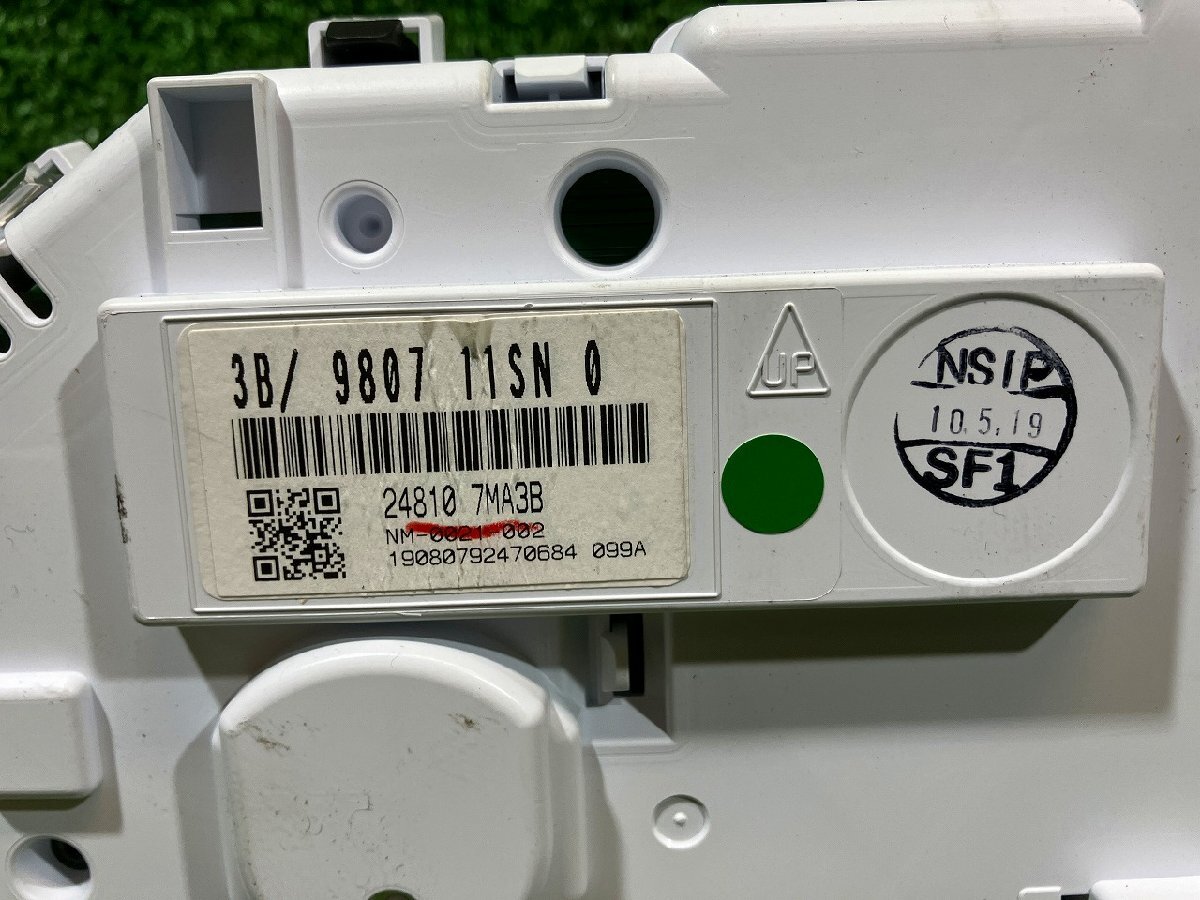 3B/ 9807 11SN 0
24810 7MA3B
NM-0021 002
19080792470684 099A
UP
NSIP
10.5.19
SF1